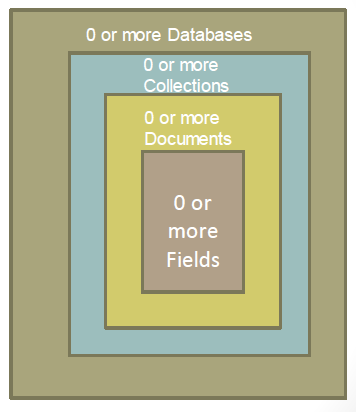 0 or more Databases
0 or more
Collections
0 or more
Documents
0 or
more
Fields